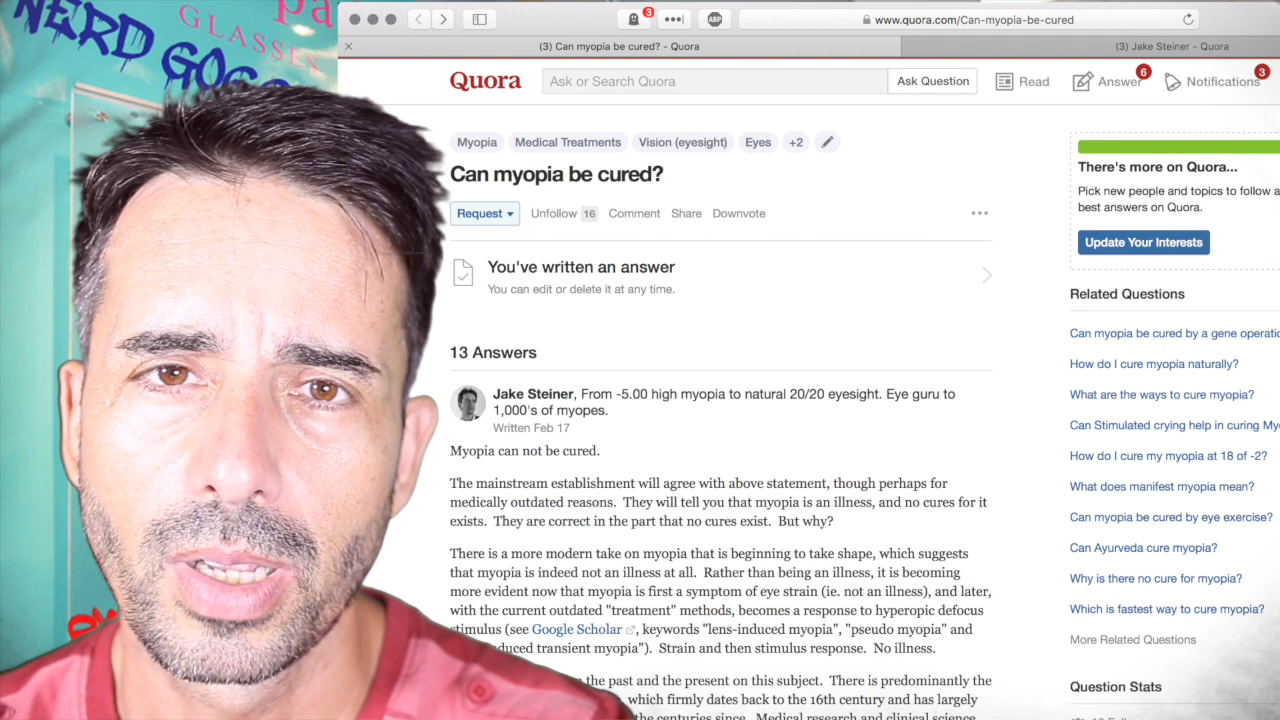 pa
NERD
GLASSES
www.quora.com/Can-myopia-be-cured
3
ABP
(3) Can myopia be cured? - Quora
(3) Jake Steiner - Quora
Quora
Ask or Search Quora
Ask Question
Read
Answer
6
Notifications
3
Myopia
Medical Treatments
Vision (eyesight)
Eyes
+2
Can myopia be cured?
Request
Unfollow 16
Comment
Share
Downvote
You've written an answer
You can edit or delete it at any time.
13 Answers
Jake Steiner, From -5.00 high myopia to natural 20/20 eyesight. Eye guru to
1,000's of myopes.
Written Feb 17
Myopia can not be cured.
The mainstream establishment will agree with above statement, though perhaps for
medically outdated reasons. They will tell you that myopia is an illness, and no cures for it
exists. They are correct in the part that no cures exist. But why?
There is a more modern take on myopia that is beginning to take shape, which suggests
that myopia is indeed not an illness at all. Rather than being an illness, it is becoming
more evident now that myopia is first a symptom of eye strain (ie. not an illness), and later,
with the current outdated "treatment" methods, becomes a response to hyperopic defocus
stimulus (see Google Scholar, keywords "lens-induced myopia", "pseudo myopia" and
duced transient myopia"). Strain and then stimulus response. No illness.
the past and the present on this subject. There is predominantly the
which firmly dates back to the 16th century and has largely
the centuries since. Medical research and clinical science
There's more on Quora...
Pick new people and topics to follow a
best answers on Quora.
Update Your Interests
Related Questions
Can myopia be cured by a gene operatio
How do I cure myopia naturally?
What are the ways to cure myopia?
Can Stimulated crying help in curing My
How do I cure my myopia at 18 of -2?
What does manifest myopia mean?
Can myopia be cured by eye exercise?
Can Ayurveda cure myopia?
Why is there no cure for myopia?
Which is fastest way to cure myopia?
More Related Questions
Question Stats